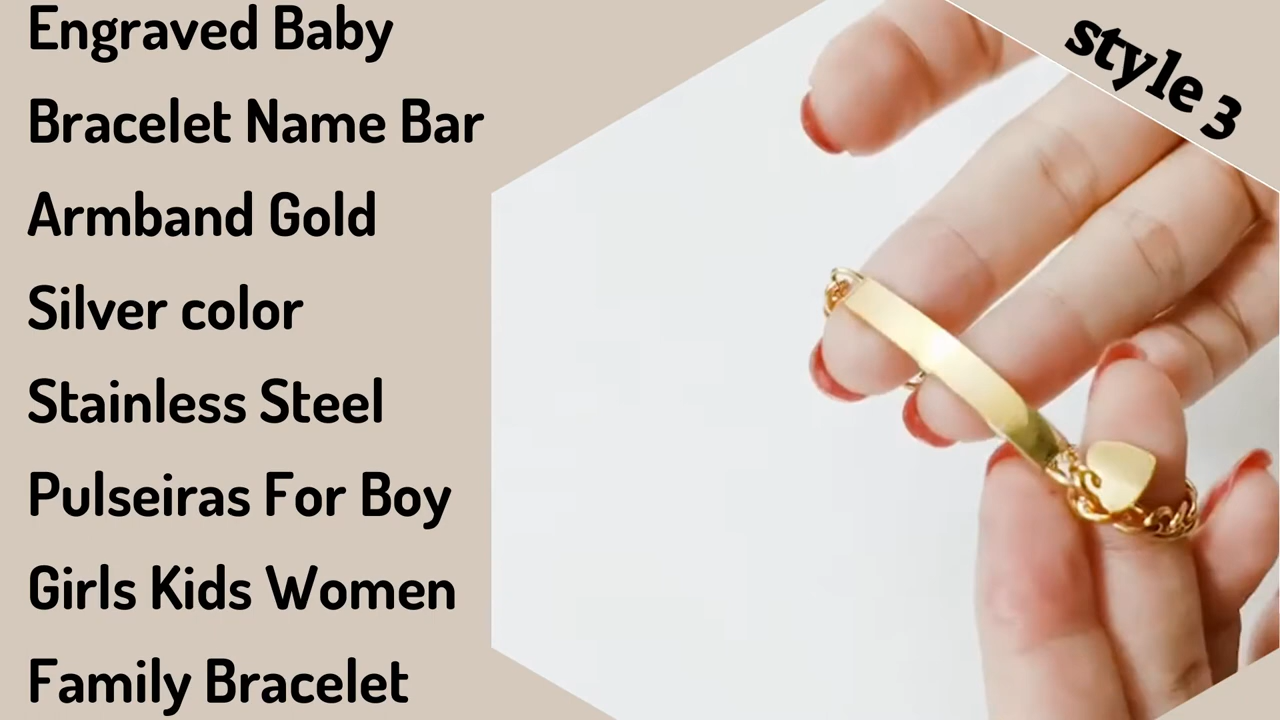 Engraved Baby
Bracelet Name Bar
Armband Gold
Silver color
Stainless Steel
Pulseiras For Boy
Girls Kids Women
Family Bracelet
style 3